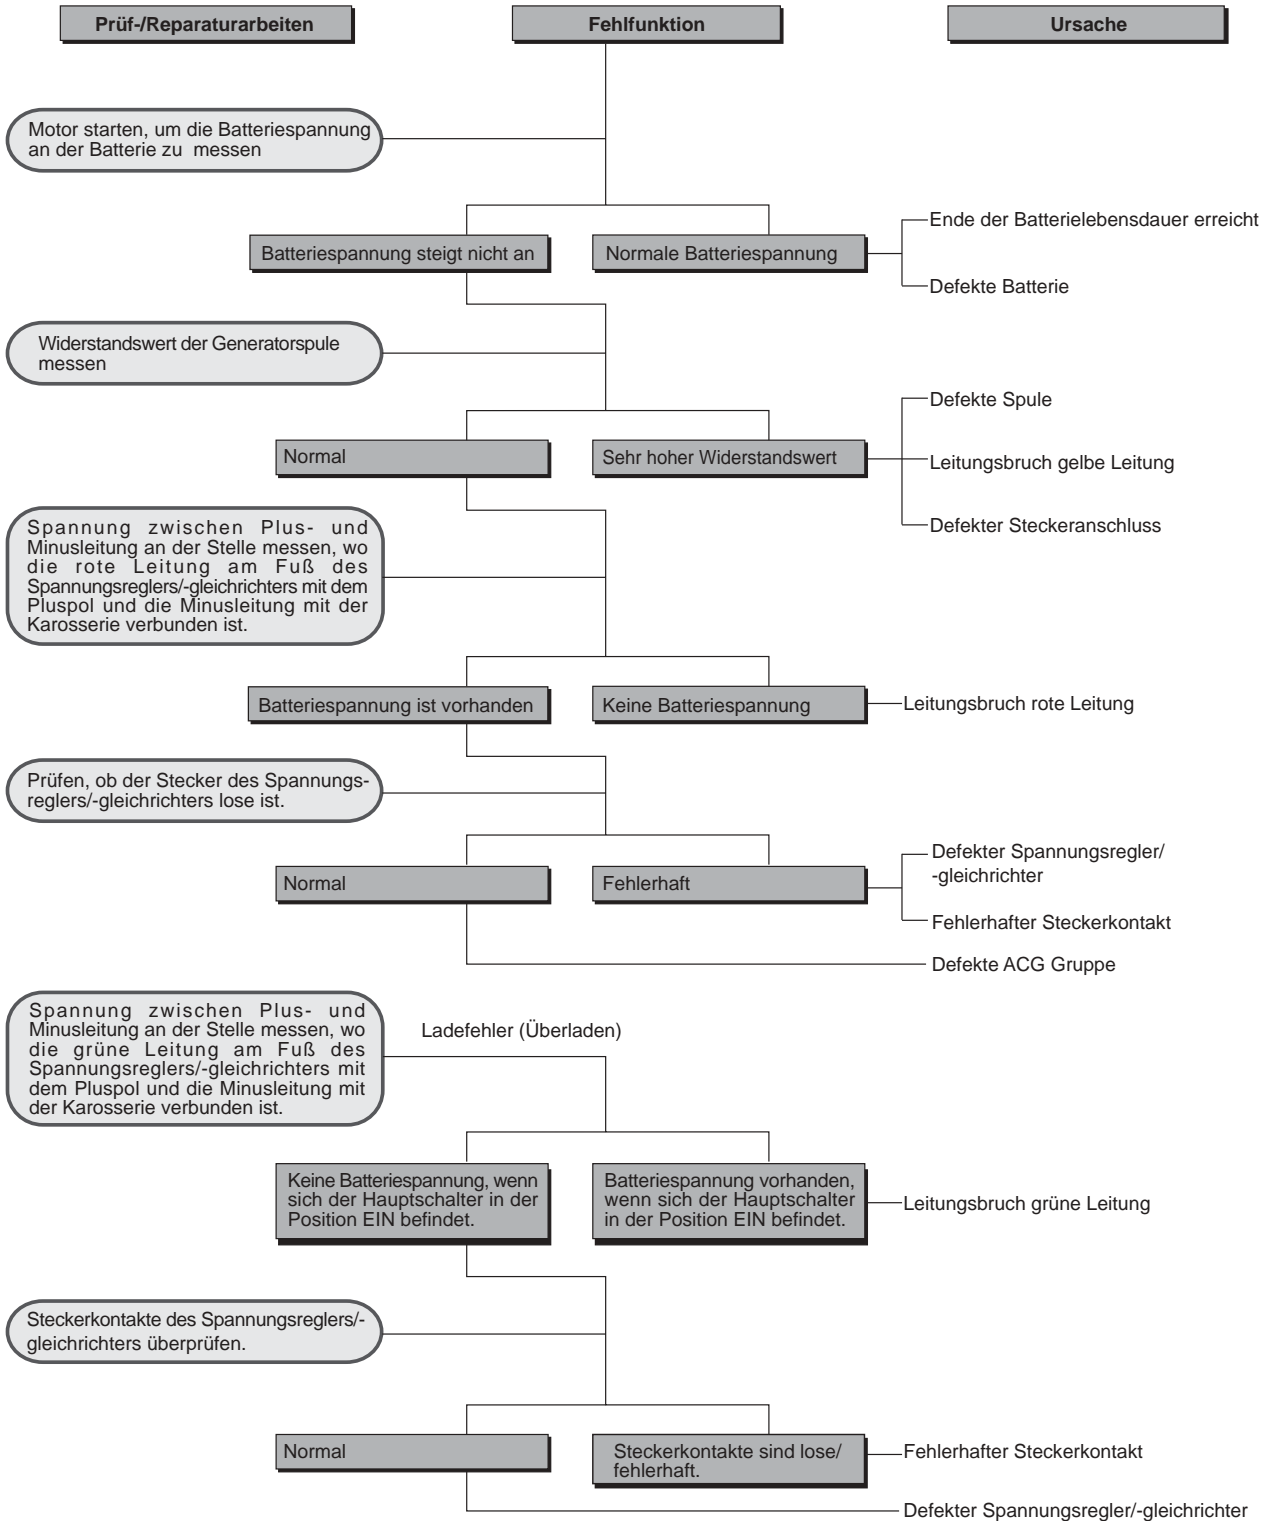 Prüf-/Reparaturarbeiten
Fehlfunktion
Ursache
Motor starten, um die Batteriespannung
an der Batterie zu messen
Ende der Batterielebensdauer erreicht
Batteriespannung steigt nicht an
Normale Batteriespannung
Defekte Batterie
Widerstandswert der Generatorspule
messen
Defekte Spule
Normal
Sehr hoher Widerstandswert
Leitungsbruch gelbe Leitung
Defekter Steckeranschluss
Spannung zwischen Plus- und
Minusleitung an der Stelle messen, wo
die rote Leitung am Fuß des
Spannungsreglers/-gleichrichters mit dem
Pluspol und die Minusleitung mit der
Karosserie verbunden ist.
Batteriespannung ist vorhanden
Keine Batteriespannung
Leitungsbruch rote Leitung
Prüfen, ob der Stecker des Spannungs-
reglers/-gleichrichters lose ist.
Defekter Spannungsregler/
-gleichrichter
Normal
Fehlerhaft
Fehlerhafter Steckerkontakt
Defekte ACG Gruppe
Spannung zwischen Plus- und
Minusleitung an der Stelle messen, wo
die grüne Leitung am Fuß des
Spannungsreglers/-gleichrichters mit
dem Pluspol und die Minusleitung mit
der Karosserie verbunden ist.
Ladefehler (Überladen)
Keine Batteriespannung, wenn
sich der Hauptschalter in der
Position EIN befindet.
Batteriespannung vorhanden,
wenn sich der Hauptschalter
in der Position EIN befindet.
Leitungsbruch grüne Leitung
Steckerkontakte des Spannungsreglers/-
gleichrichters überprüfen.
Normal
Steckerkontakte sind lose/
fehlerhaft.
Fehlerhafter Steckerkontakt
Defekter Spannungsregler/-gleichrichter